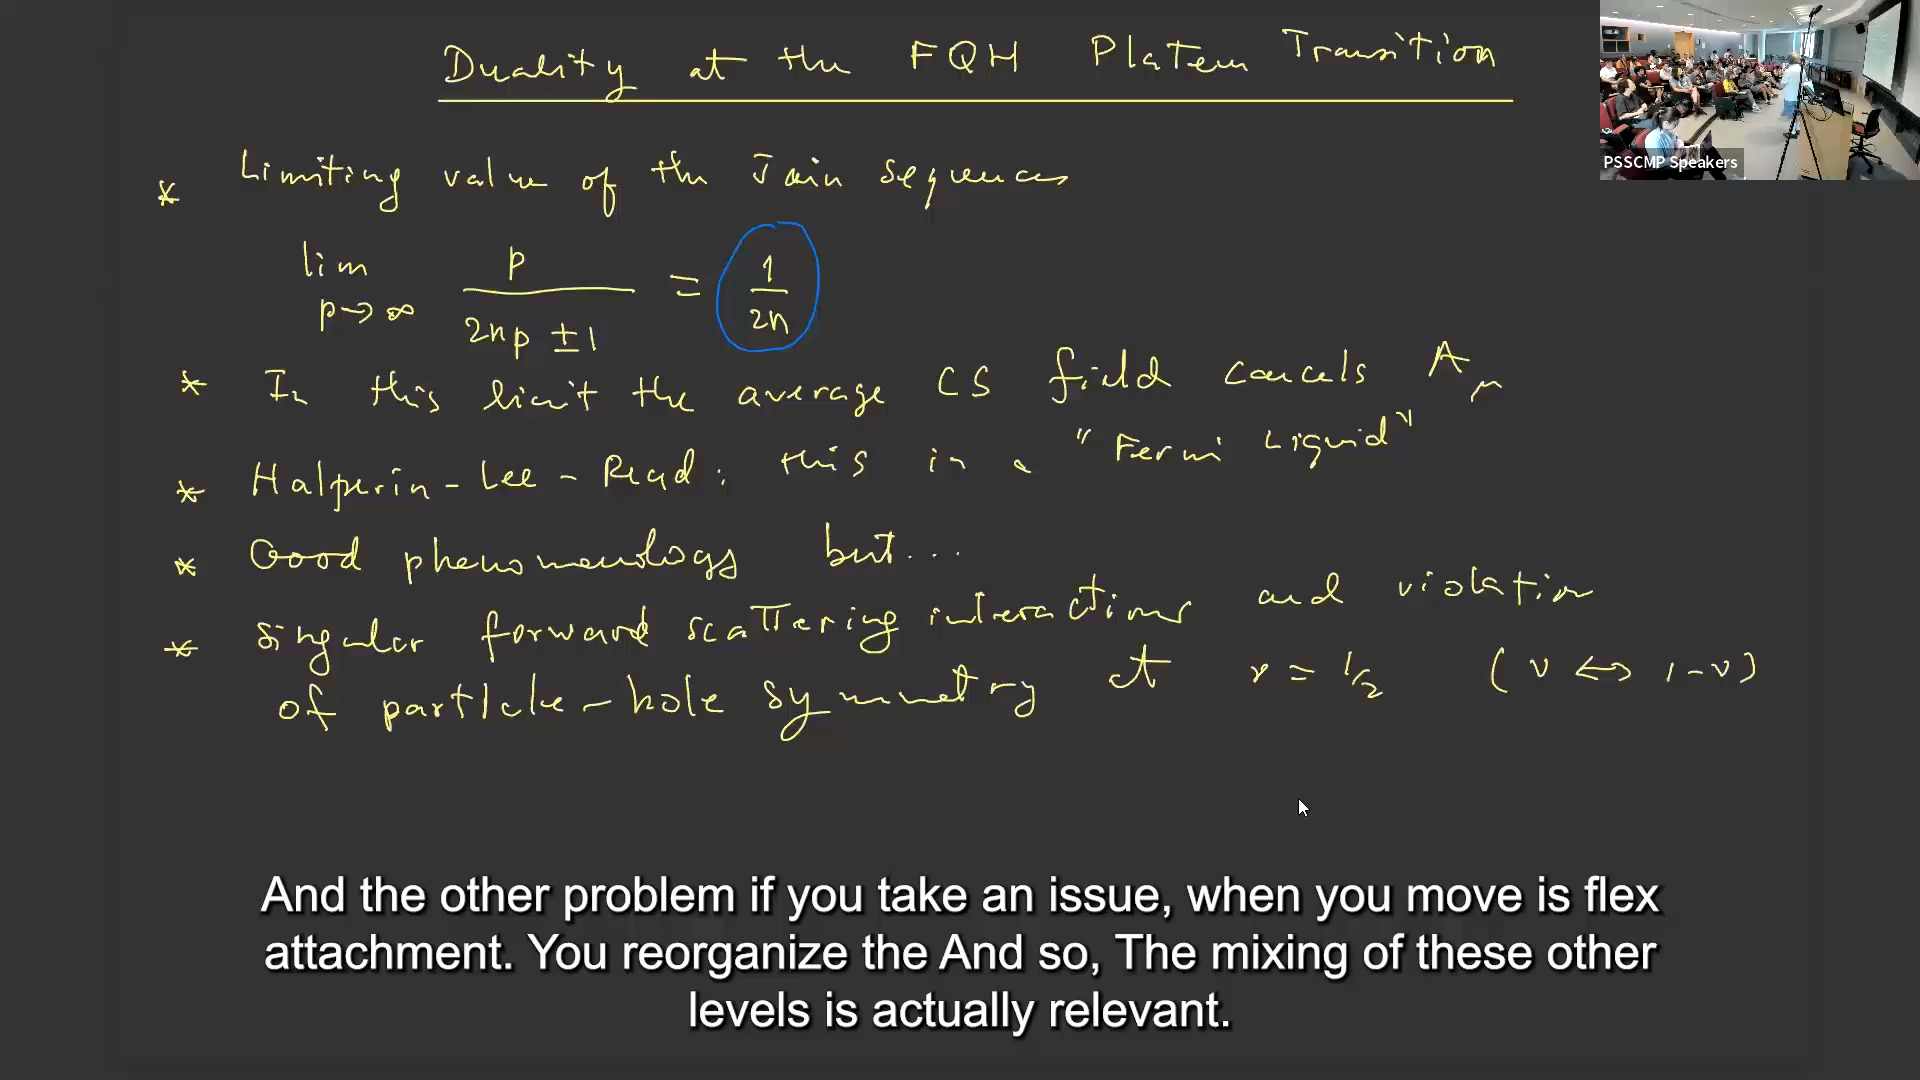 Duality at the FQH Plateau Transition
PSSCMP Speakers
* Limiting value of the Jain sequences
lim p→∞ p / 2np ± 1 = 1 / 2n
* In this limit the average CS field cancels Aμ
* Halperin - Lee - Read: this is a "Fermi Liquid"
* Good phenomenology but...
* Singular forward scattering interactions and violation
of particle-hole symmetry at ν = 1/2 (ν ↔ 1-ν)
And the other problem if you take an issue, when you move is flex
attachment. You reorganize the And so, The mixing of these other
levels is actually relevant.